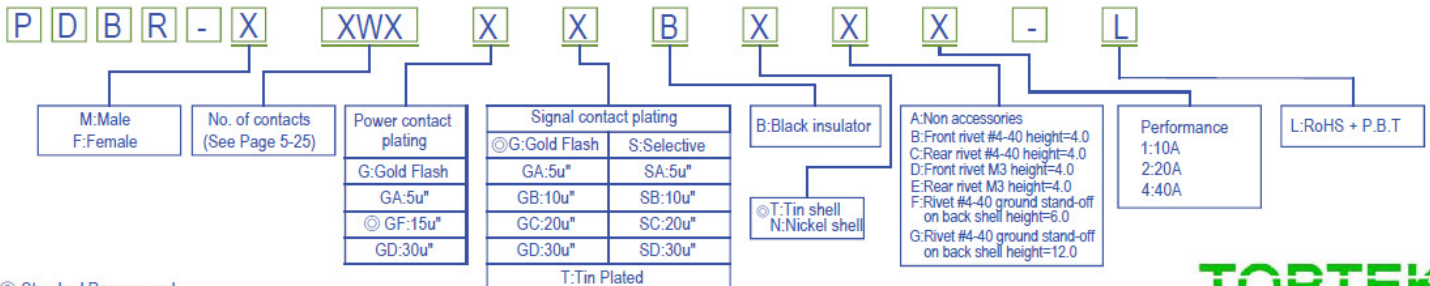 P D B R - X XWX X X B X X X - L
M:Male
F:Female
No. of contacts
(See Page 5-25)
Power contact
plating
G:Gold Flash
GA:5u"
◎ GF:15u"
GD:30u"
Signal contact plating
◎G:Gold Flash S:Selective
GA:5u" SA:5u"
GB:10u" SB:10u"
GC:20u" SC:20u"
GD:30u" SD:30u"
T:Tin Plated
B:Black insulator
◎T:Tin shell
N:Nickel shell
A:Non accessories
B:Front rivet #4-40 height=4.0
C:Rear rivet #4-40 height=4.0
D:Front rivet M3 height=4.0
E:Rear rivet M3 height=4.0
F:Rivet #4-40 ground stand-off
on back shell height=6.0
G:Rivet #4-40 ground stand-off
on back shell height=12.0
Performance
1:10A
2:20A
4:40A
L:RoHS + P.B.T